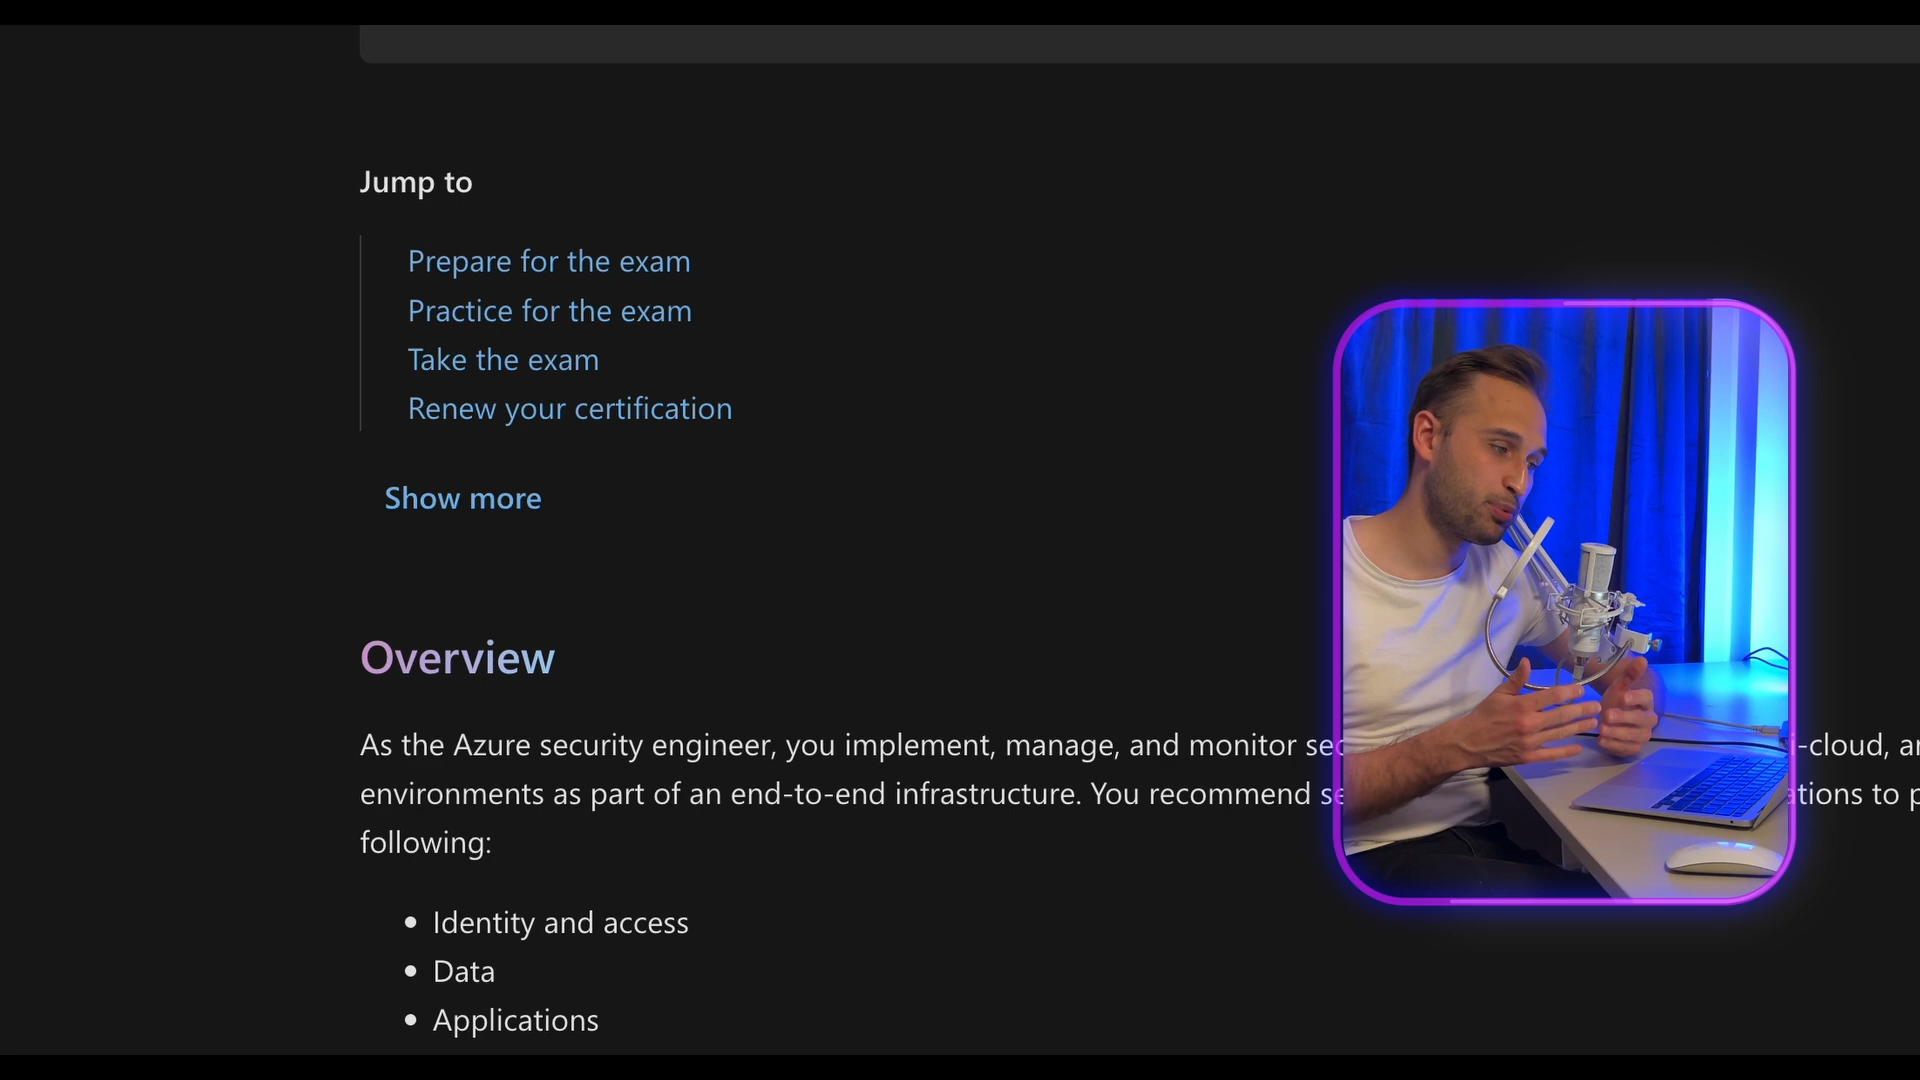 Jump to
Prepare for the exam
Practice for the exam
Take the exam
Renew your certification
Show more
Overview
As the Azure security engineer, you implement, manage, and monitor -cloud,
environments as part of an end-to-end infrastructure. You recommend to
following:
• Identity and access
• Data
• Applications